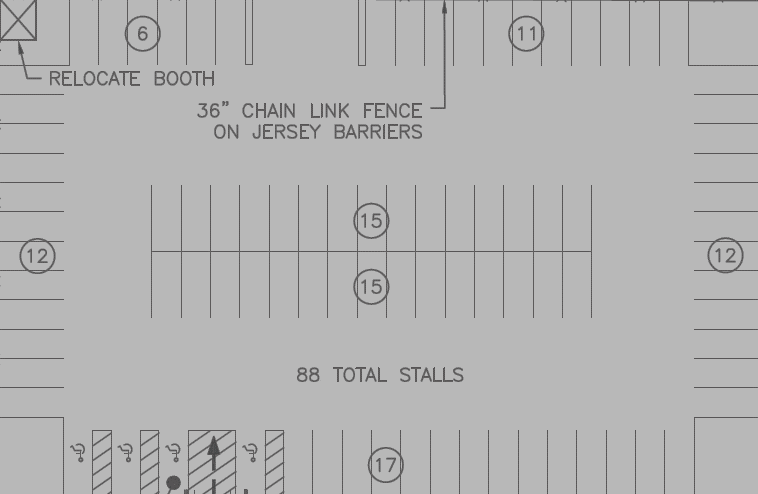 6
11
RELOCATE BOOTH
36" CHAIN LINK FENCE
ON JERSEY BARRIERS
15
12
12
15
88 TOTAL STALLS
17